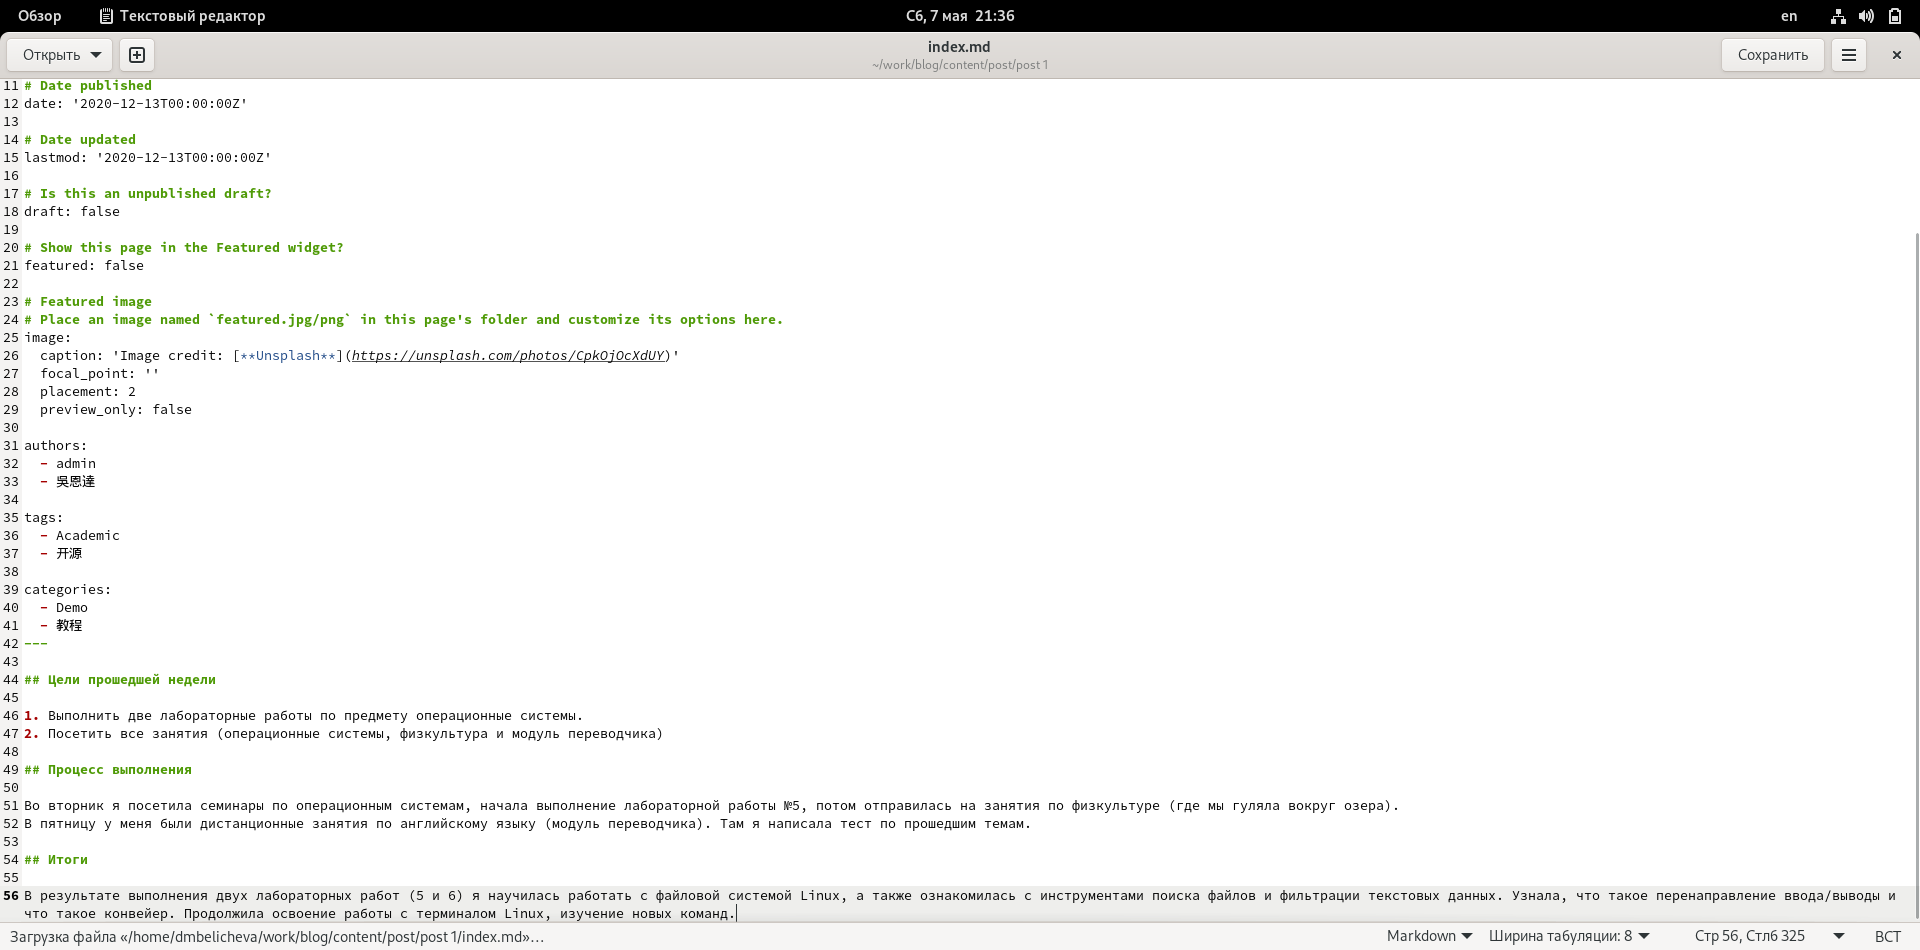 Обзор Текстовый редактор Сб, 7 мая 21:36 en
Открыть index.md Сохранить
~/work/blog/content/post/post 1
11 # Date published
12 date: '2020-12-13T00:00:00Z'
13
14 # Date updated
15 lastmod: '2020-12-13T00:00:00Z'
16
17 # Is this an unpublished draft?
18 draft: false
19
20 # Show this page in the Featured widget?
21 featured: false
22
23 # Featured image
24 # Place an image named `featured.jpg/png` in this page's folder and customize its options here.
25 image:
26   caption: 'Image credit: [**Unsplash**](https://unsplash.com/photos/CpkOjOcXdUY)'
27   focal_point: ''
28   placement: 2
29   preview_only: false
30
31 authors:
32   - admin
33   - 吳恩達
34
35 tags:
36   - Academic
37   - 开源
38
39 categories:
40   - Demo
41   - 教程
42 ---
43
44 ## Цели прошедшей недели
45
46 1. Выполнить две лабораторные работы по предмету операционные системы.
47 2. Посетить все занятия (операционные системы, физкультура и модуль переводчика)
48
49 ## Процесс выполнения
50
51 Во вторник я посетила семинары по операционным системам, начала выполнение лабораторной работы №5, потом отправилась на занятия по физкультуре (где мы гуляла вокруг озера).
52 В пятницу у меня были дистанционные занятия по английскому языку (модуль переводчика). Там я написала тест по прошедшим темам.
53
54 ## Итоги
55
56 В результате выполнения двух лабораторных работ (5 и 6) я научилась работать с файловой системой Linux, а также ознакомилась с инструментами поиска файлов и фильтрации текстовых данных. Узнала, что такое перенаправление ввода/выводы и
что такое конвейер. Продолжила освоение работы с терминалом Linux, изучение новых команд.
Загрузка файла «/home/dmbelicheva/work/blog/content/post/post 1/index.md»… Markdown Ширина табуляции: 8 Стр 56, Стлб 325 ВСТ